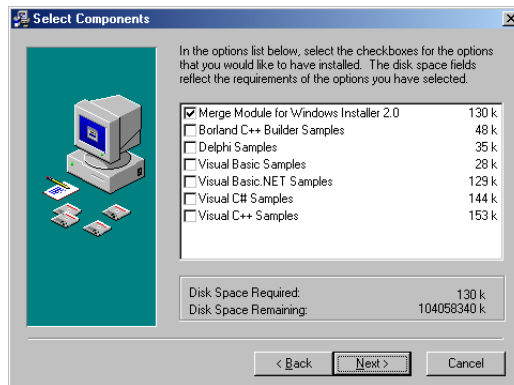 Select Components
In the options list below, select the checkboxes for the options
that you would like to have installed. The disk space fields
reflect the requirements of the options you have selected.
Merge Module for Windows Installer 2.0 130 k
Borland C++ Builder Samples 48 k
Delphi Samples 35 k
Visual Basic Samples 28 k
Visual Basic.NET Samples 129 k
Visual C# Samples 144 k
Visual C++ Samples 153 k
Disk Space Required: 130 k
Disk Space Remaining: 104058340 k
< Back Next > Cancel